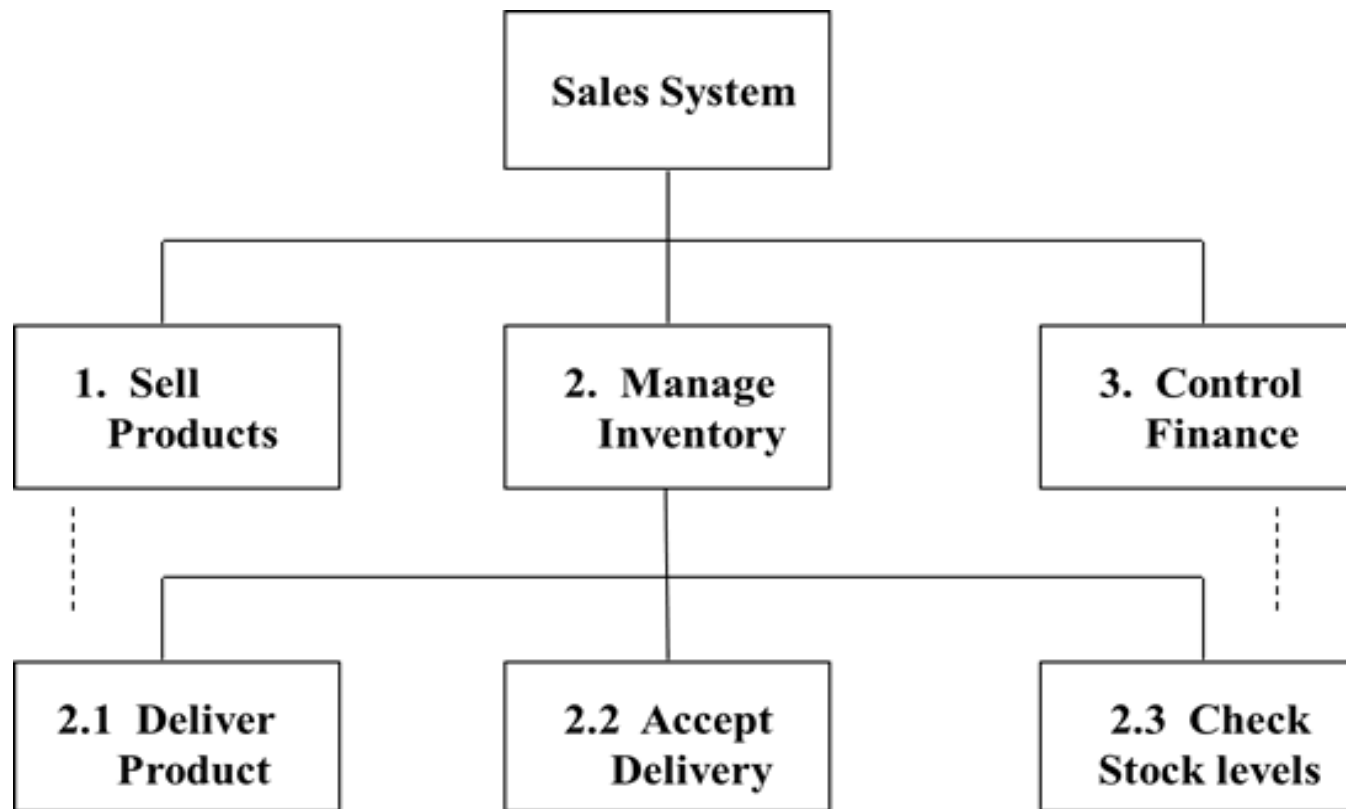 Sales System
1. Sell
Products
2. Manage
Inventory
3. Control
Finance
2.1 Deliver
Product
2.2 Accept
Delivery
2.3 Check
Stock levels